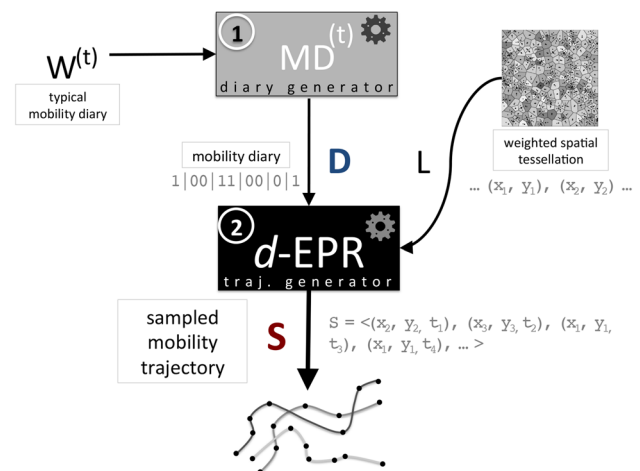 1
MD(t)
diary generator
W(t)
typical
mobility diary
weighted spatial
tessellation
… (x1, y1), (x2, y2) …
mobility diary
1|00|11|00|0|1
D
L
2
d-EPR
traj. generator
sampled
mobility
trajectory
S
S = <(x2, y2, t1), (x3, y3, t2), (x1, y1,
t3), (x1, y1, t4), … >